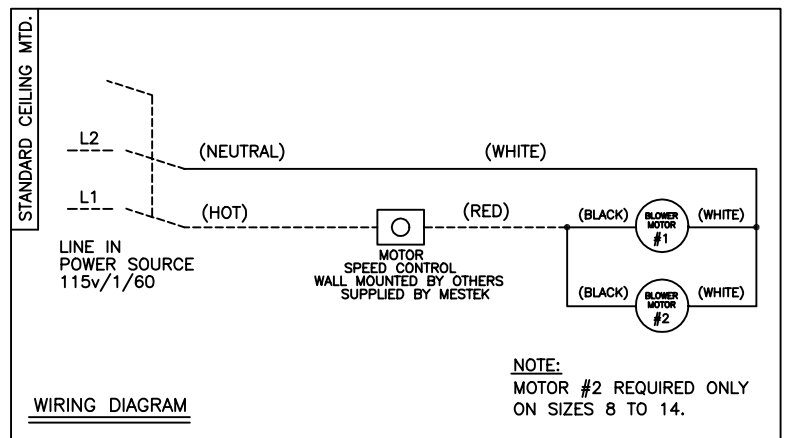 STANDARD CEILING MTD.
L2
(NEUTRAL)
(WHITE)
L1
(HOT)
(RED)
(BLACK)
BLOWER
MOTOR
#1
(WHITE)
LINE IN
POWER SOURCE
115v/1/60
MOTOR
SPEED CONTROL
WALL MOUNTED BY OTHERS
SUPPLIED BY MESTEK
(BLACK)
BLOWER
MOTOR
#2
(WHITE)
NOTE:
MOTOR #2 REQUIRED ONLY
ON SIZES 8 TO 14.
WIRING DIAGRAM